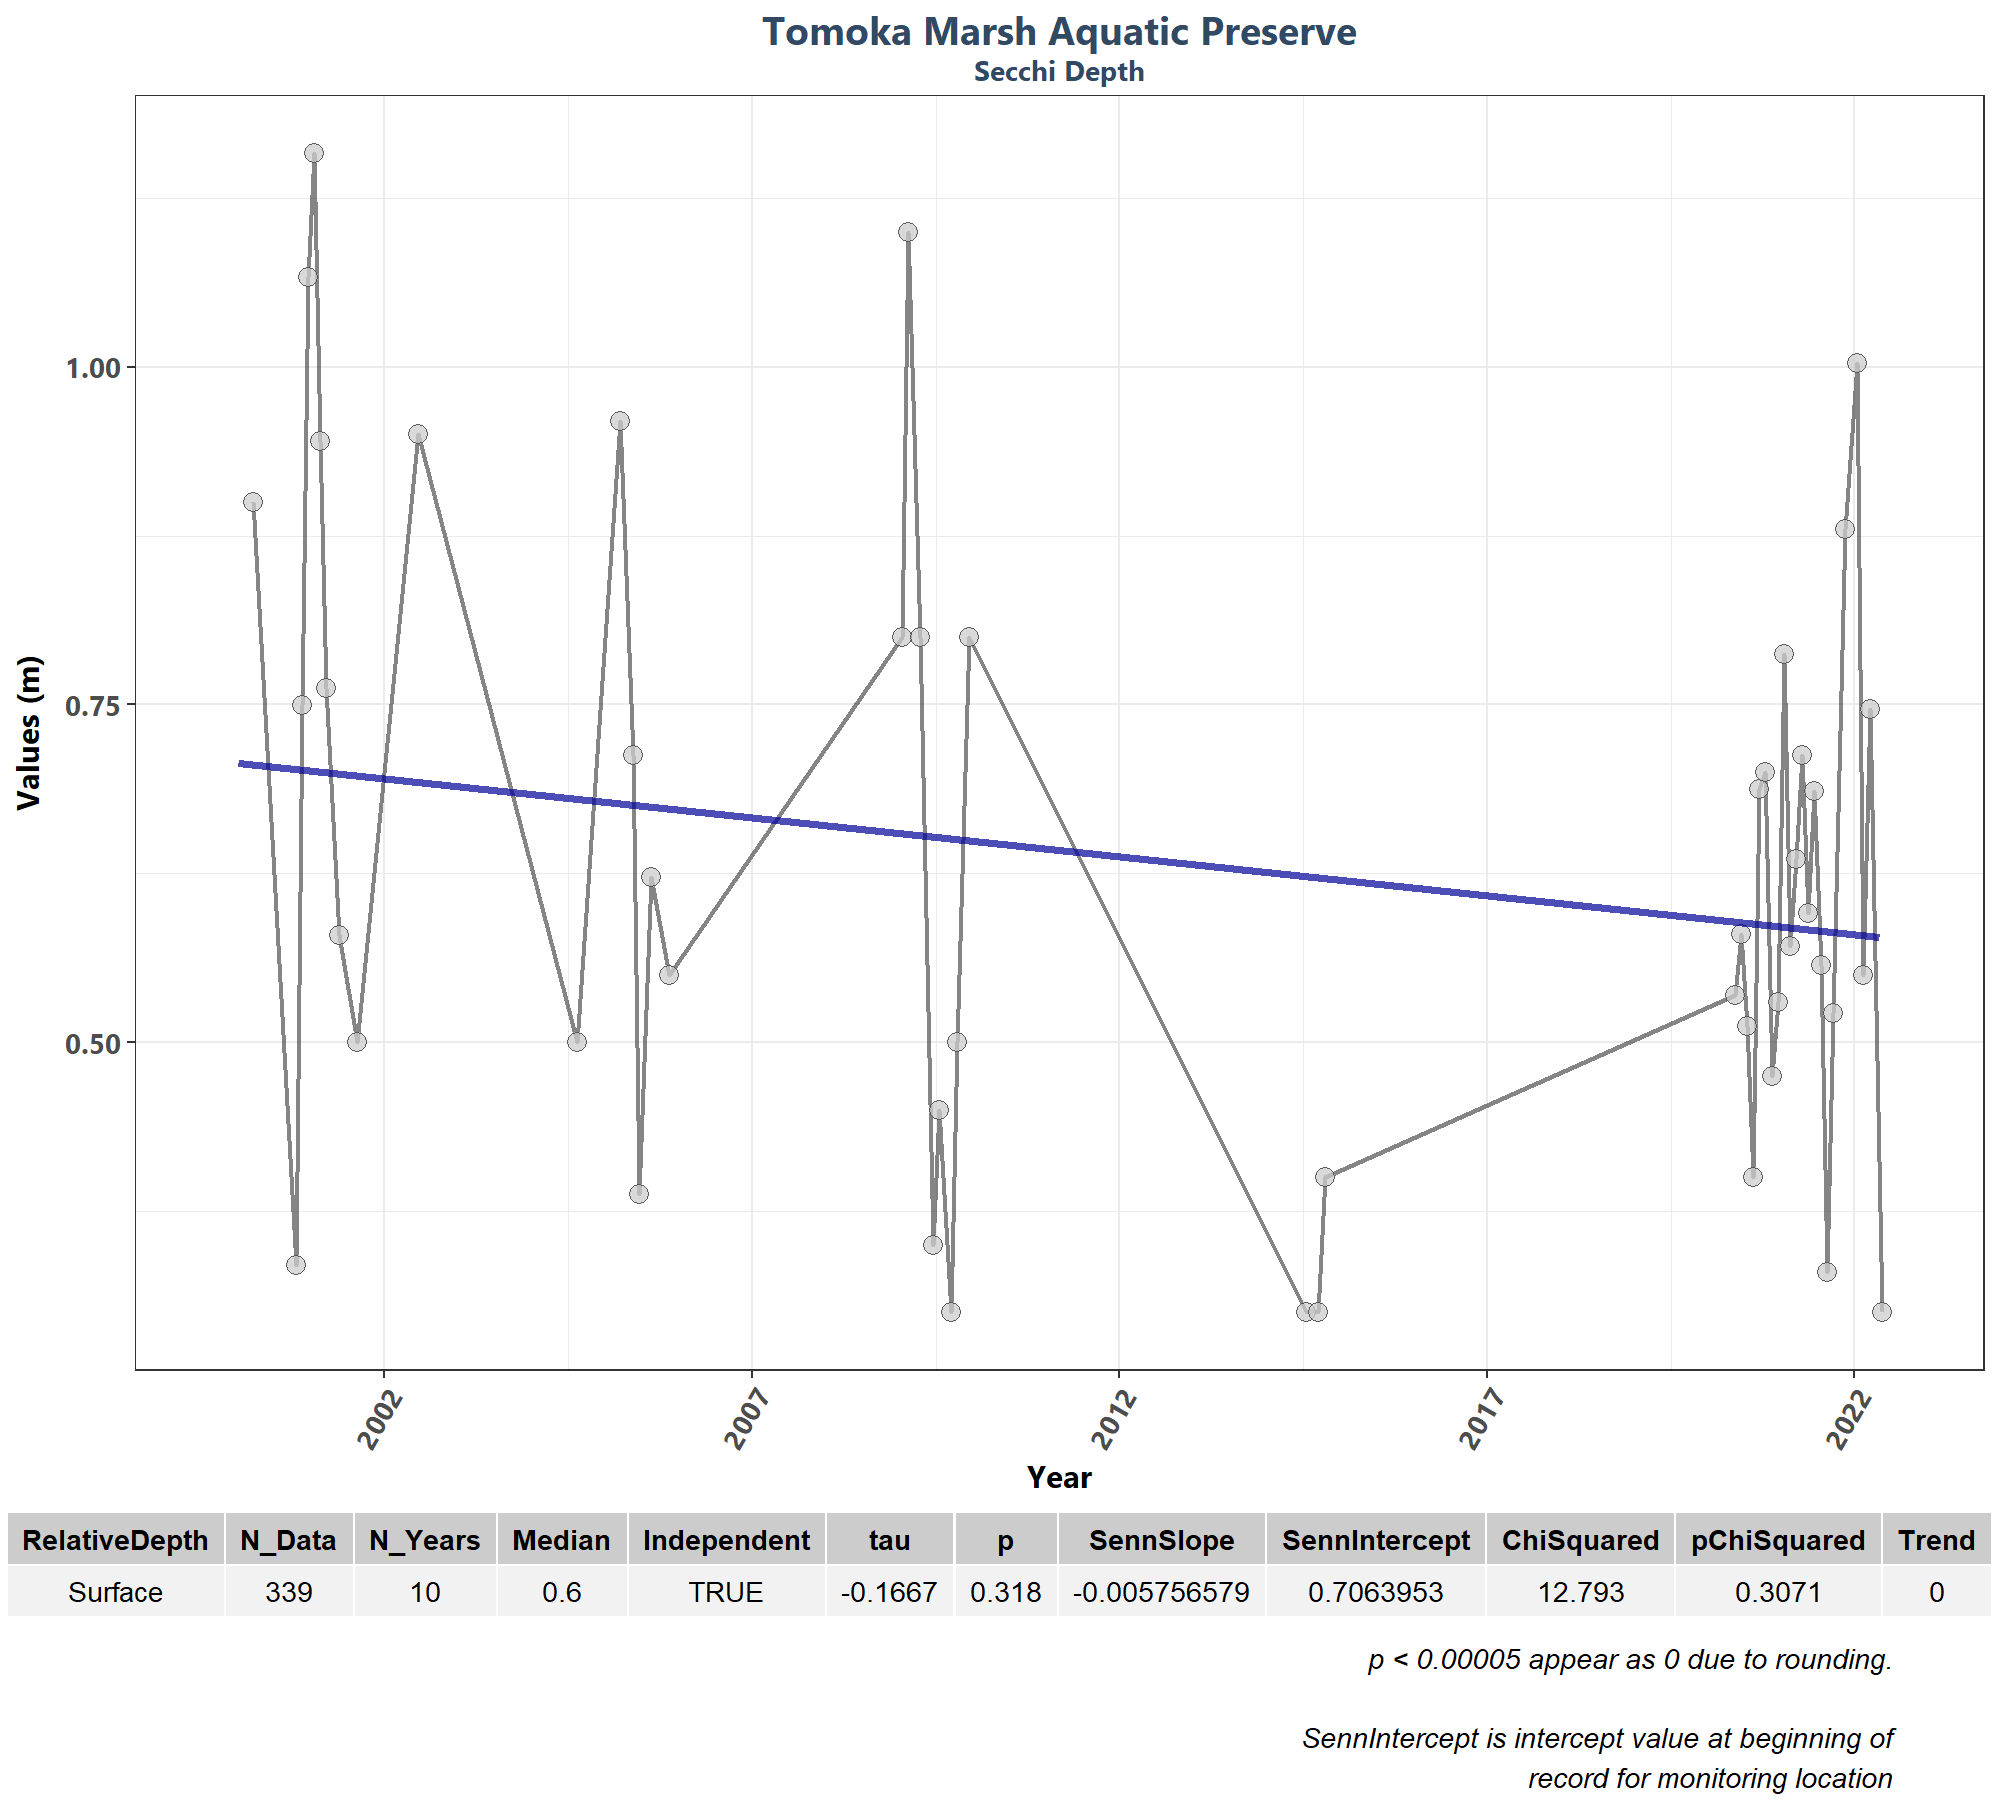 Tomoka Marsh Aquatic Preserve
Secchi Depth
Values (m)
1.00
0.75
0.50
2002 2007 2012 2017 2022
Year
RelativeDepth N_Data N_Years Median Independent tau p SennSlope SennIntercept ChiSquared pChiSquared Trend
Surface 339 10 0.6 TRUE -0.1667 0.318 -0.005756579 0.7063953 12.793 0.3071 0
p < 0.00005 appear as 0 due to rounding.
SennIntercept is intercept value at beginning of
record for monitoring location